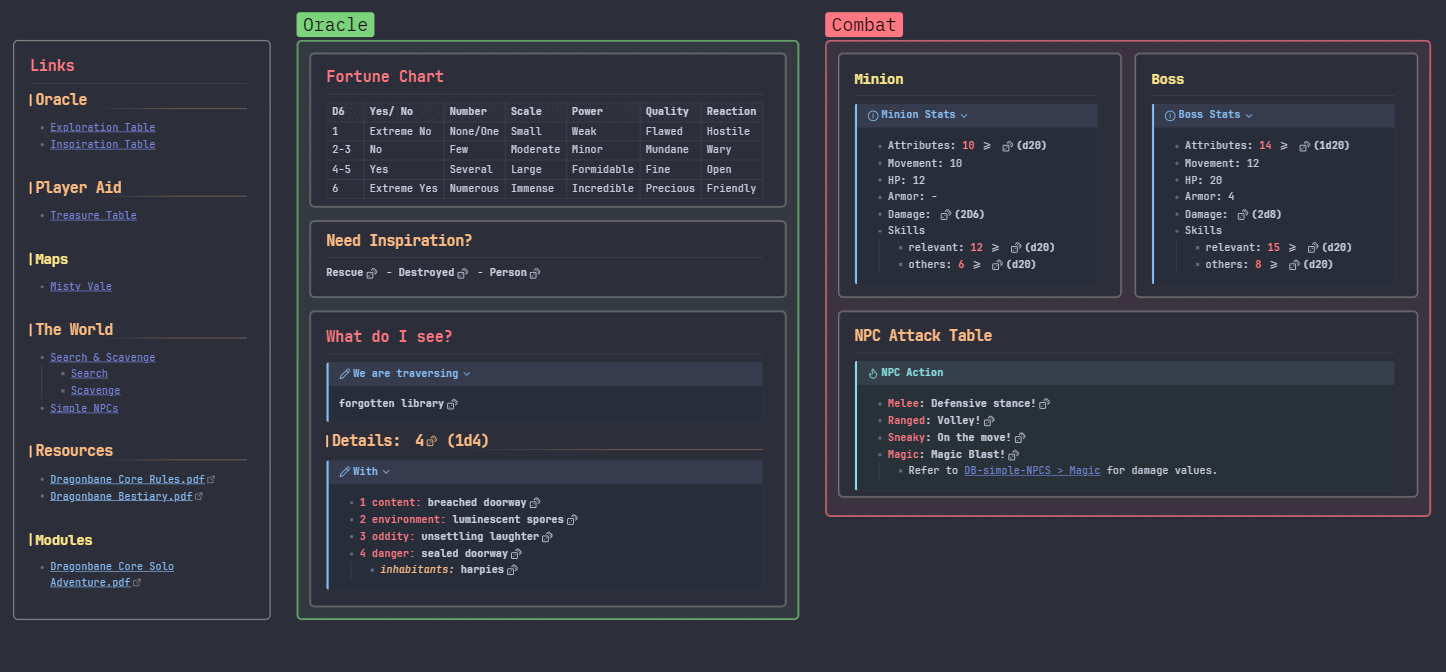 Links
Oracle
Exploration Table
Inspiration Table
Player Aid
Treasure Table
Maps
Misty Vale
The World
Search & Scavenge
Search
Scavenge
Simple NPCs
Resources
Dragonbane Core Rules.pdf
Dragonbane Bestiary.pdf
Modules
Dragonbane Core Solo
Adventure.pdf
Oracle
Fortune Chart
D6 Yes/ No Number Scale Power Quality Reaction
1 Extreme No None/One Small Weak Flawed Hostile
2-3 No Few Moderate Minor Mundane Wary
4-5 Yes Several Large Formidable Fine Open
6 Extreme Yes Numerous Immense Incredible Precious Friendly
Need Inspiration?
Rescue - Destroyed - Person
What do I see?
We are traversing
forgotten library
Details: 4 (1d4)
With
1 content: breached doorway
2 environment: luminescent spores
3 oddity: unsettling laughter
4 danger: sealed doorway
inhabitants: harpies
Combat
Minion
Minion Stats
Attributes: 10 ⩾ (d20)
Movement: 10
HP: 12
Armor: -
Damage: (2D6)
Skills
relevant: 12 ⩾ (d20)
others: 6 ⩾ (d20)
Boss
Boss Stats
Attributes: 14 ⩾ (1d20)
Movement: 12
HP: 20
Armor: 4
Damage: (2d8)
Skills
relevant: 15 ⩾ (d20)
others: 8 ⩾ (d20)
NPC Attack Table
NPC Action
Melee: Defensive stance!
Ranged: Volley!
Sneaky: On the move!
Magic: Magic Blast!
Refer to DB-simple-NPCS > Magic for damage values.